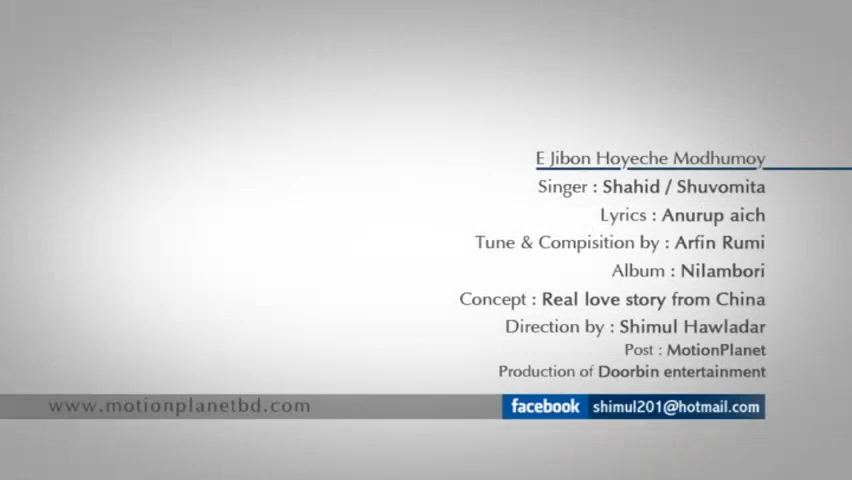 E Jibon Hoyeche Modhumoy
Singer : Shahid / Shuvomita
Lyrics : Anurup aich
Tune & Compisition by : Arfin Rumi
Album : Nilambori
Concept : Real love story from China
Direction by : Shimul Hawladar
Post : MotionPlanet
Production of Doorbin entertainment
www.motionplanetbd.com
facebook shimul201@hotmail.com